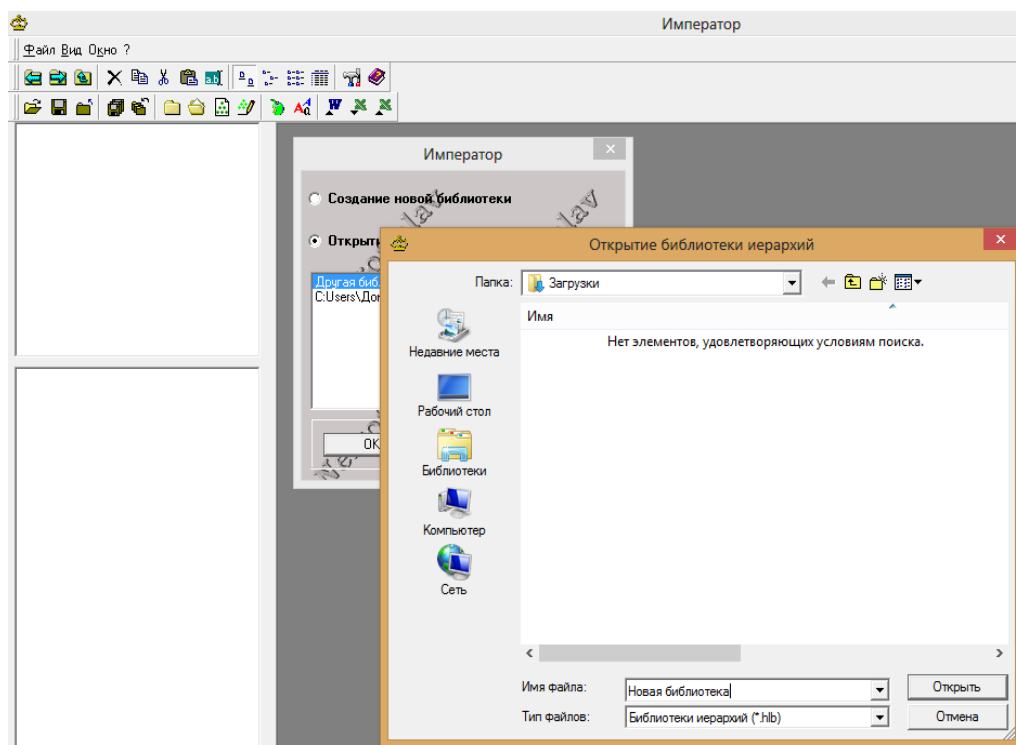 Император
Файл Вид Окно ?
Император
Создание новой библиотеки
Открытие библиотеки иерархий
Папка: Загрузки
Другая биб
C:\Users\До
Имя
Нет элементов, удовлетворяющих условиям поиска.
Недавние места
Рабочий стол
OK
Библиотеки
Компьютер
Сеть
Имя файла: Новая библиотека Открыть
Тип файлов: Библиотеки иерархий (*.hlb) Отмена